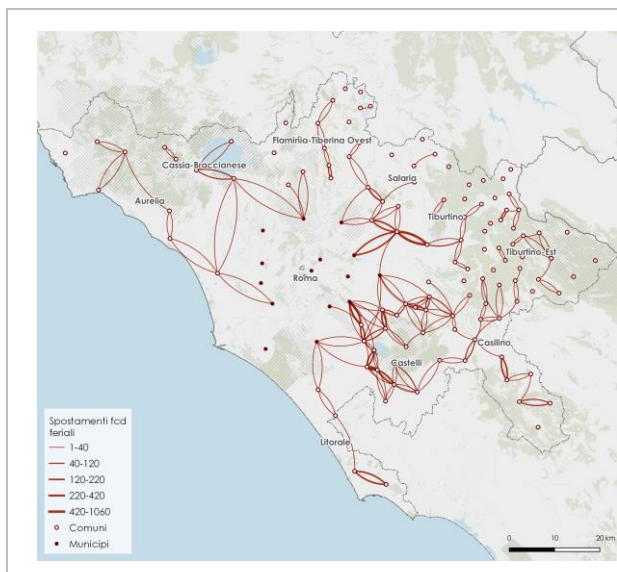 Flaminia-Tiberina Ovest
Cassia-Braccianese
Salaria
Aurelia
Tiburtino
Tiburtino-Est
Roma
Casilino
Castelli
Litorale
Spostamenti fcd
feriali
1-40
40-120
120-220
220-420
420-1060
Comuni
Municipi
0 10 20 km